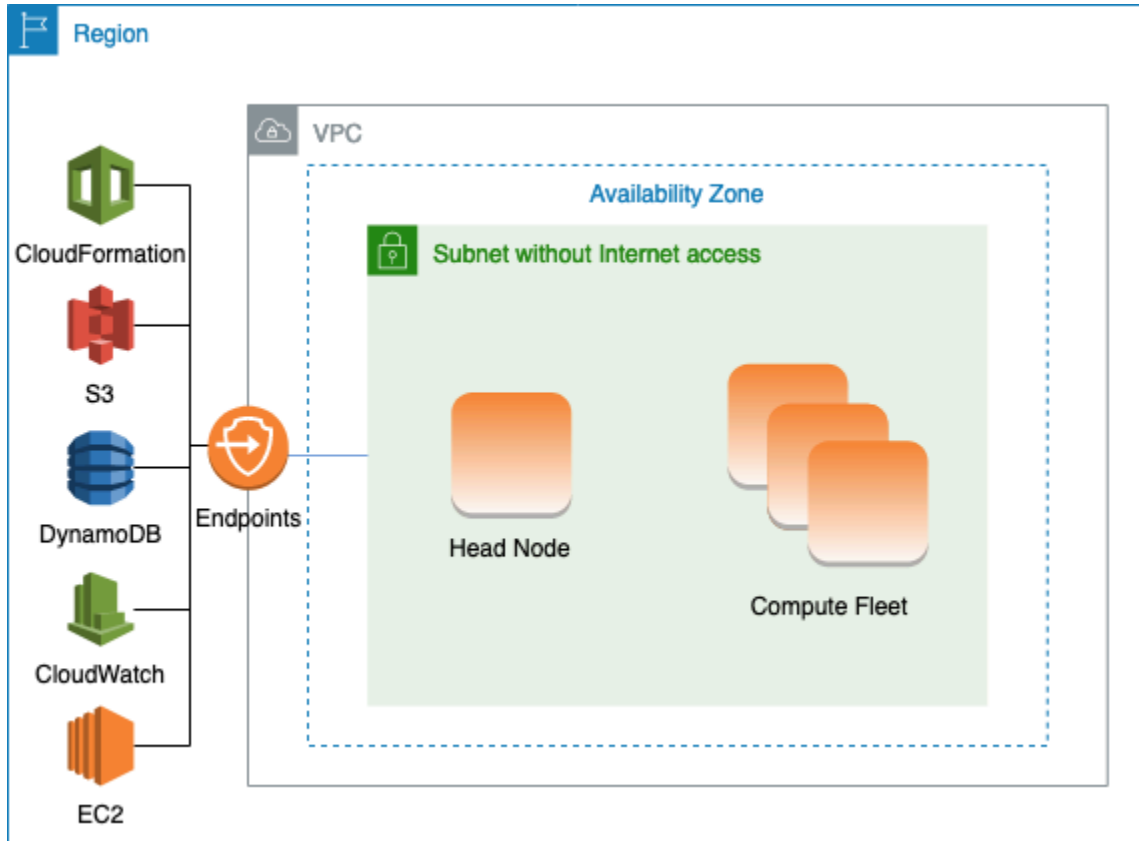 Region
VPC
Availability Zone
Subnet without Internet access
CloudFormation
S3
DynamoDB
Endpoints
Head Node
Compute Fleet
CloudWatch
EC2